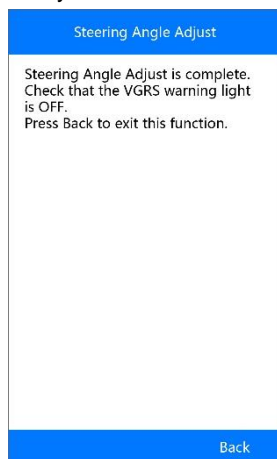 Steering Angle Adjust
Steering Angle Adjust is complete.
Check that the VGRS warning light
is OFF.
Press Back to exit this function.
Back